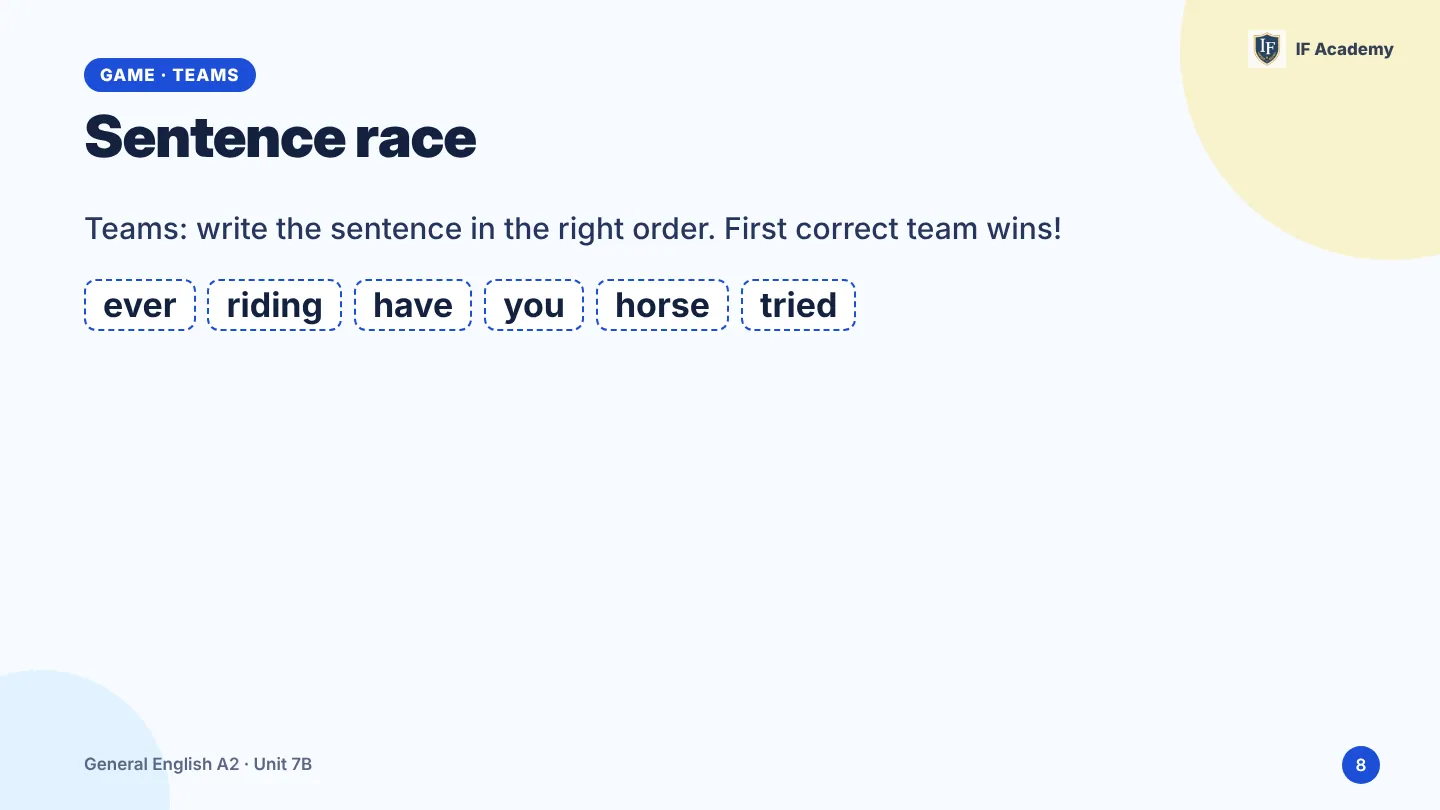 IF IF Academy
GAME · TEAMS
Sentence race
Teams: write the sentence in the right order. First correct team wins!
ever riding have you horse tried
General English A2 · Unit 7B
8